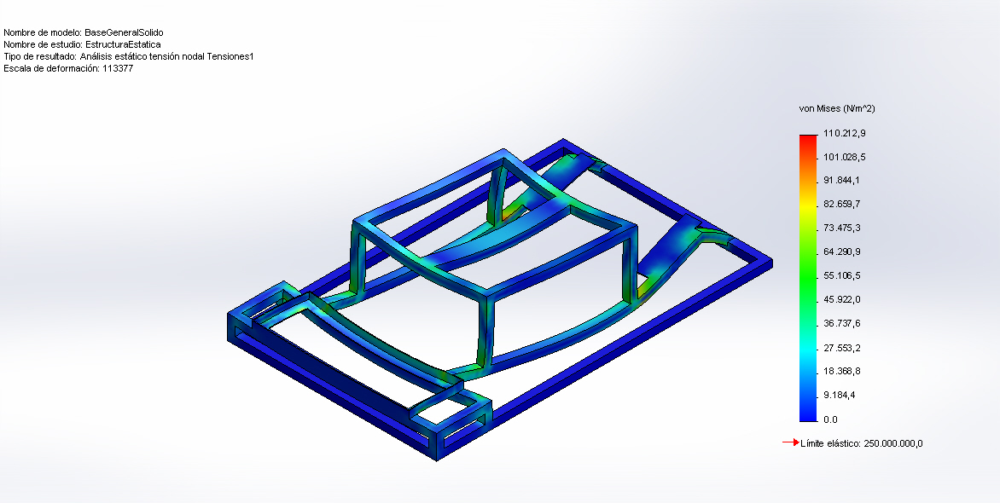 Nombre de modelo: BaseGeneralSolido
Nombre de estudio: EstructuraEstatica
Tipo de resultado: Análisis estático tensión nodal Tensiones1
Escala de deformación: 113377
von Mises (N/m^2)
110.212,9
101.028,5
91.844,1
82.659,7
73.475,3
64.290,9
55.106,5
45.922,0
36.737,6
27.553,2
18.368,8
9.184,4
0.0
Límite elástico: 250.000.000,0